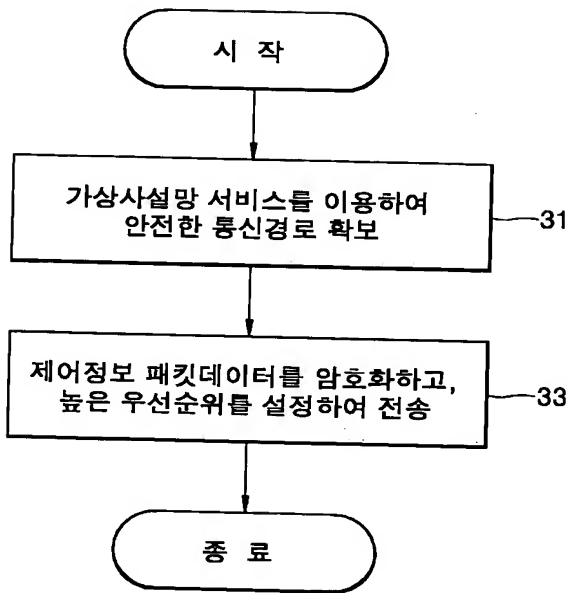 시 작
가상사설망 서비스를 이용하여
안전한 통신경로 확보
31
제어정보 패킷데이터를 암호화하고,
높은 우선순위를 설정하여 전송
33
종 료